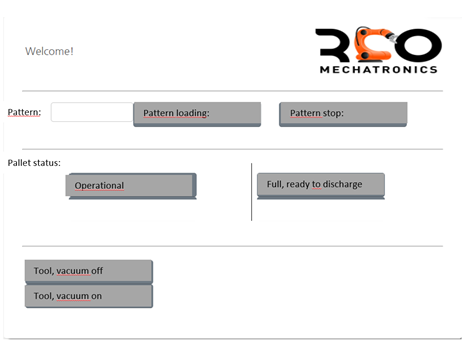 Welcome!
RCO
MECHATRONICS
Pattern:
Pattern loading:
Pattern stop:
Pallet status:
Operational
Full, ready to discharge
Tool, vacuum off
Tool, vacuum on